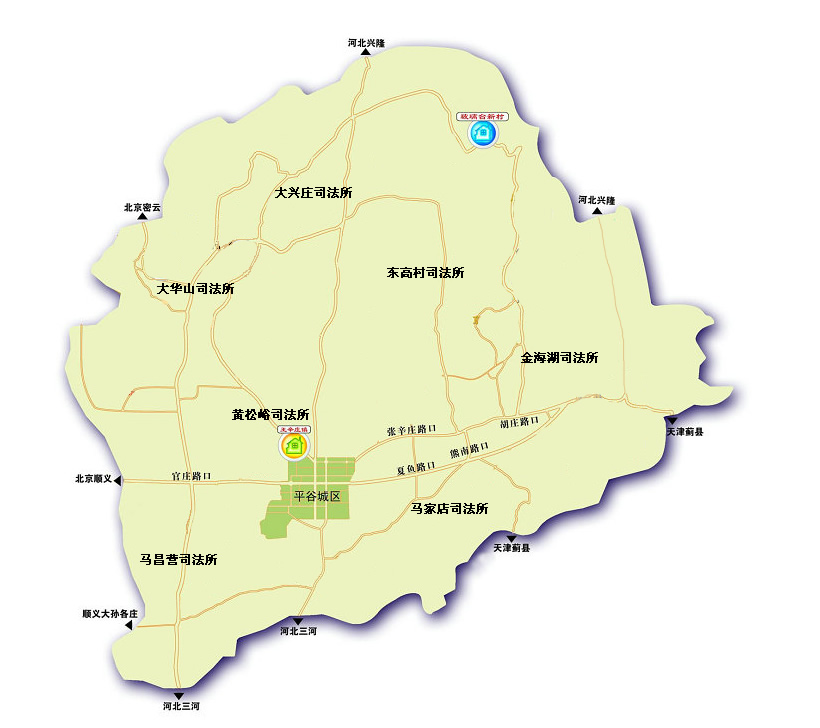 河北兴隆
玻璃台新村
大兴庄司法所
河北兴隆
北京密云
东高村司法所
大华山司法所
金海湖司法所
黄松峪司法所
王辛庄镇
张辛庄路口
胡庄路口
天津蓟县
熊南路口
夏鱼路口
官庄路口
北京顺义
平谷城区
马家店司法所
天津蓟县
马昌营司法所
顺义大孙各庄
河北三河
河北三河